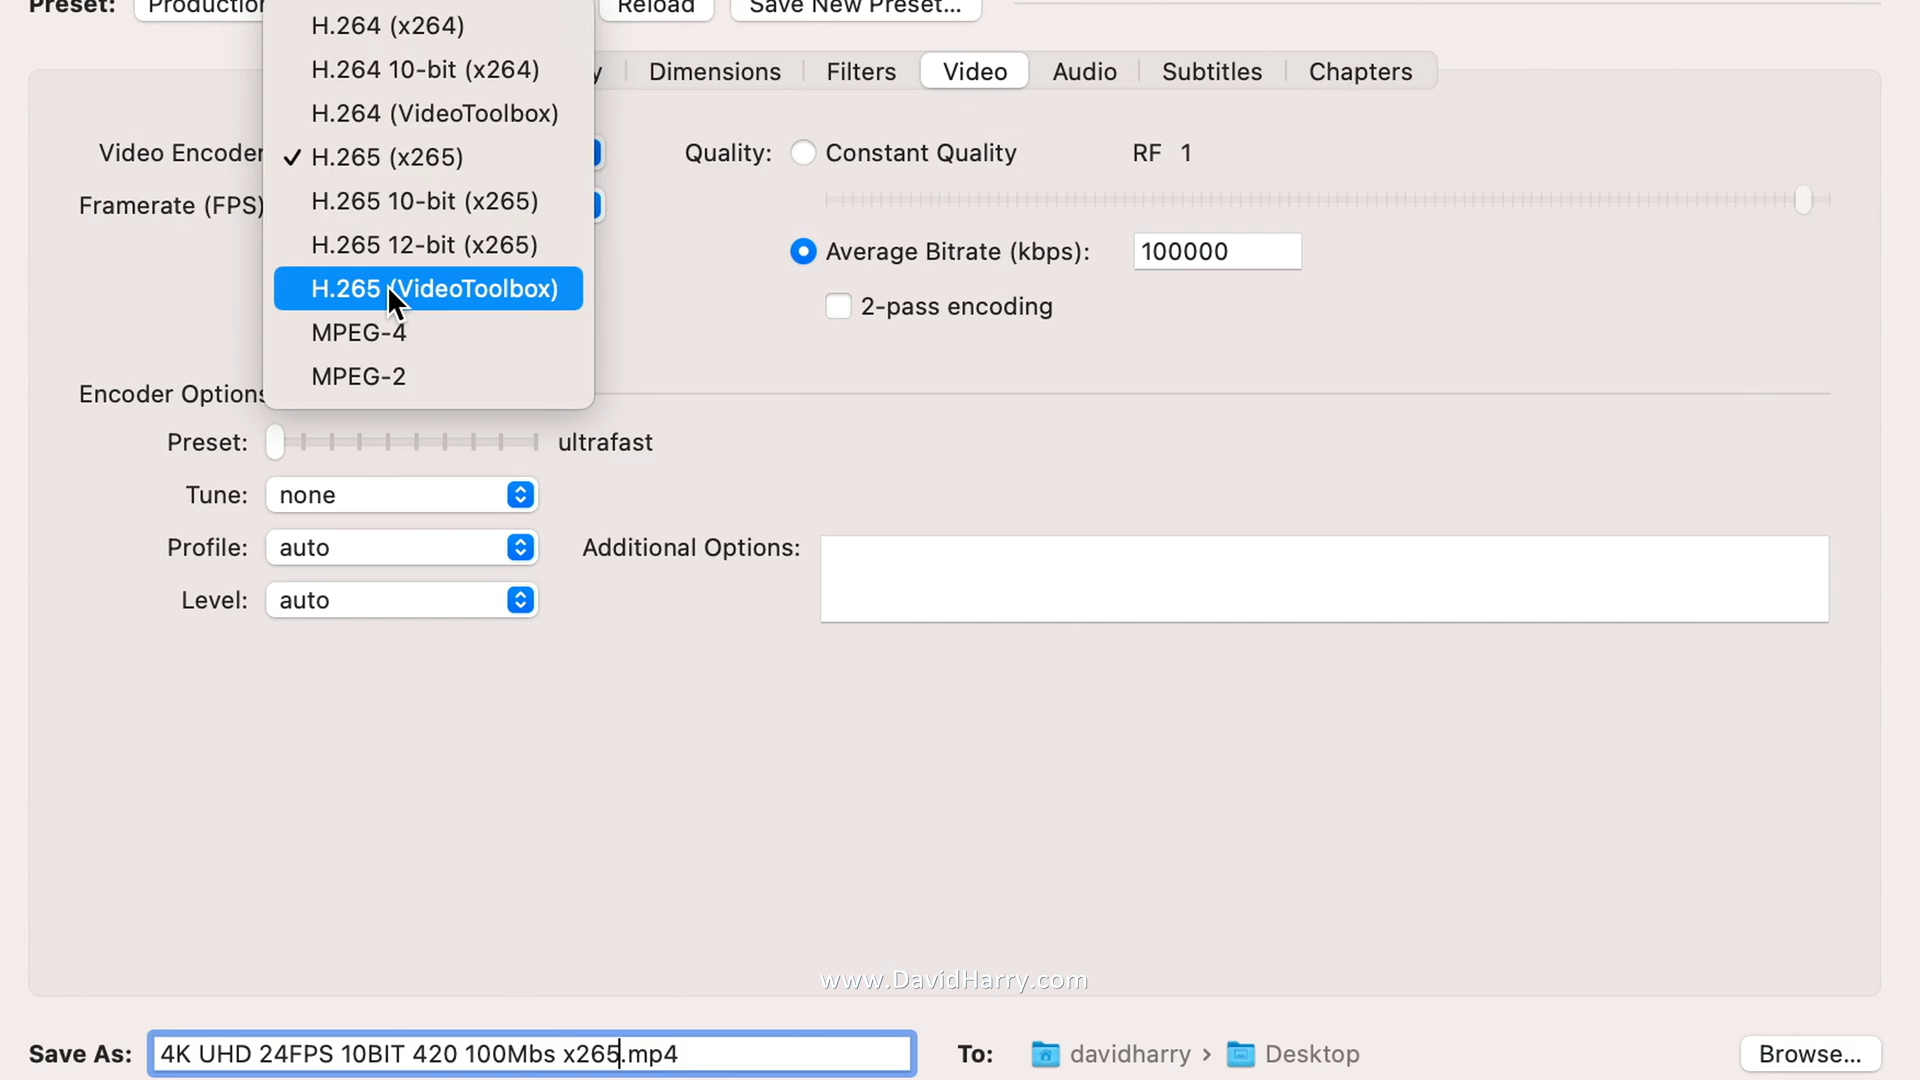 Preset:
Reload
Save New Preset...
H.264 (x264)
H.264 10-bit (x264)
H.264 (VideoToolbox)
H.265 (x265)
H.265 10-bit (x265)
H.265 12-bit (x265)
H.265 (VideoToolbox)
MPEG-4
MPEG-2
Dimensions
Filters
Video
Audio
Subtitles
Chapters
Video Encoder
Framerate (FPS)
Quality:
Constant Quality
RF 1
Average Bitrate (kbps):
100000
2-pass encoding
Encoder Options
Preset:
ultrafast
Tune:
none
Profile:
auto
Additional Options:
Level:
auto
www.DavidHarry.com
Save As:
4K UHD 24FPS 10BIT 420 100Mbs x265.mp4
To:
davidharry › Desktop
Browse...